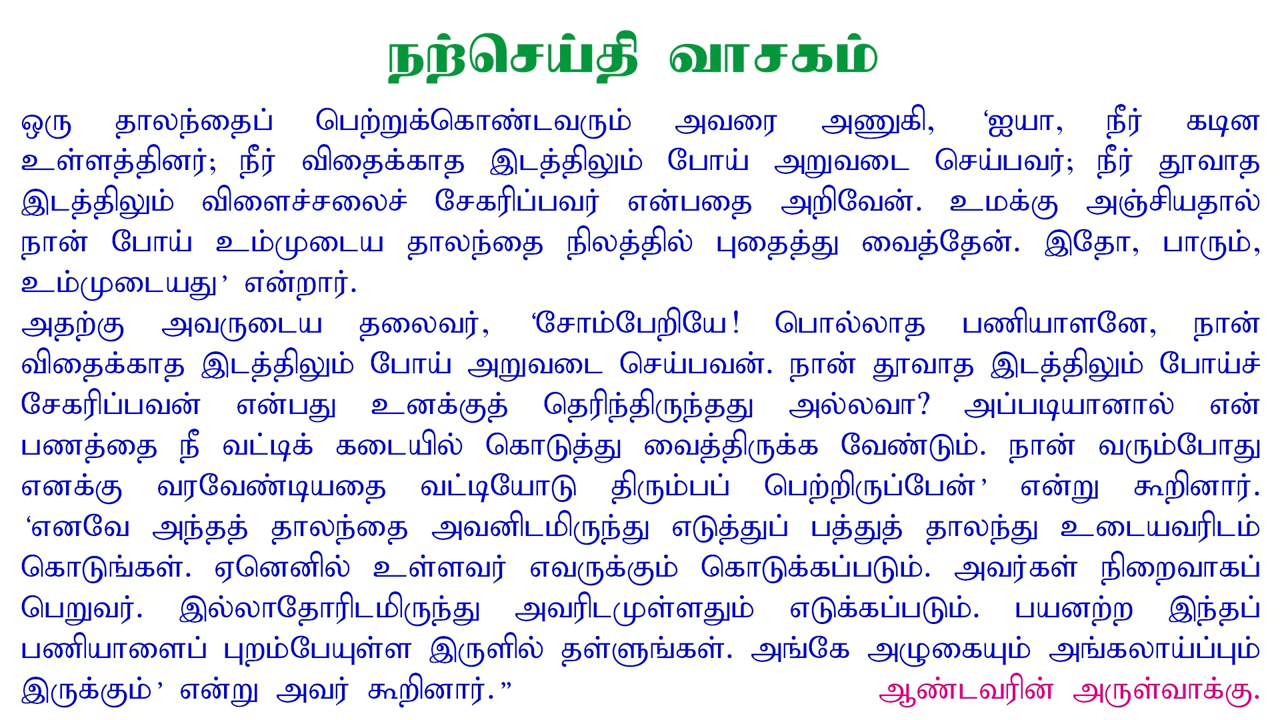 நற்செய்தி வாசகம்
ஒரு தாலந்தைப் பெற்றுக்கொண்டவரும் அவரை அணுகி, ‘ஐயா, நீர் கடின
உள்ளத்தினர்; நீர் விதைக்காத இடத்திலும் போய் அறுவடை செய்பவர்; நீர் தூவாத
இடத்திலும் விளைச்சலைச் சேகரிப்பவர் என்பதை அறிவேன். உமக்கு அஞ்சியதால்
நான் போய் உம்முடைய தாலந்தை நிலத்தில் புதைத்து வைத்தேன். இதோ, பாரும்,
உம்முடையது’ என்றார்.
அதற்கு அவருடைய தலைவர், ‘சோம்பேறியே! பொல்லாத பணியாளனே, நான்
விதைக்காத இடத்திலும் போய் அறுவடை செய்பவன். நான் தூவாத இடத்திலும் போய்ச்
சேகரிப்பவன் என்பது உனக்குத் தெரிந்திருந்தது அல்லவா? அப்படியானால் என்
பணத்தை நீ வட்டிக் கடையில் கொடுத்து வைத்திருக்க வேண்டும். நான் வரும்போது
எனக்கு வரவேண்டியதை வட்டியோடு திரும்பப் பெற்றிருப்பேன்’ என்று கூறினார்.
‘எனவே அந்தத் தாலந்தை அவனிடமிருந்து எடுத்துப் பத்துத் தாலந்து உடையவரிடம்
கொடுங்கள். ஏனெனில் உள்ளவர் எவருக்கும் கொடுக்கப்படும். அவர்கள் நிறைவாகப்
பெறுவர். இல்லாதோரிடமிருந்து அவரிடமுள்ளதும் எடுக்கப்படும். பயனற்ற இந்தப்
பணியாளைப் புறம்பேயுள்ள இருளில் தள்ளுங்கள். அங்கே அழுகையும் அங்கலாய்ப்பும்
இருக்கும்’ என்று அவர் கூறினார்.” ஆண்டவரின் அருள்வாக்கு.